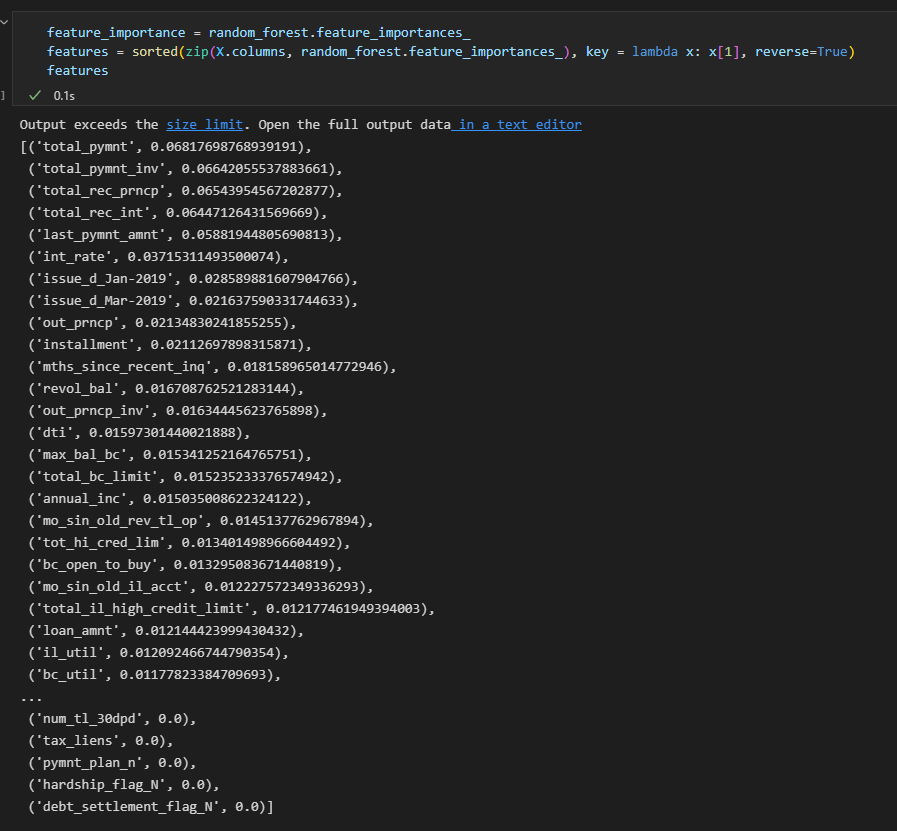 feature_importance = random_forest.feature_importances_
features = sorted(zip(X.columns, random_forest.feature_importances_), key = lambda x: x[1], reverse=True)
features
] ✓ 0.1s
Output exceeds the size limit. Open the full output data in a text editor
[('total_pymnt', 0.06817698768939191),
('total_pymnt_inv', 0.06642055537883661),
('total_rec_prncp', 0.06543954567202877),
('total_rec_int', 0.06447126431569669),
('last_pymnt_amnt', 0.05881944805690813),
('int_rate', 0.03715311493500074),
('issue_d_Jan-2019', 0.028589881607904766),
('issue_d_Mar-2019', 0.021637590331744633),
('out_prncp', 0.02134830241855255),
('installment', 0.02112697898315871),
('mths_since_recent_inq', 0.018158965014772946),
('revol_bal', 0.016708762521283144),
('out_prncp_inv', 0.01634445623765898),
('dti', 0.01597301440021888),
('max_bal_bc', 0.015341252164765751),
('total_bc_limit', 0.015235233376574942),
('annual_inc', 0.015035008622324122),
('mo_sin_old_rev_tl_op', 0.0145137762967894),
('tot_hi_cred_lim', 0.013401498966604492),
('bc_open_to_buy', 0.013295083671440819),
('mo_sin_old_il_acct', 0.012227572349336293),
('total_il_high_credit_limit', 0.012177461949394003),
('loan_amnt', 0.012144423999430432),
('il_util', 0.012092466744790354),
('bc_util', 0.01177823384709693),
...
('num_tl_30dpd', 0.0),
('tax_liens', 0.0),
('pymnt_plan_n', 0.0),
('hardship_flag_N', 0.0),
('debt_settlement_flag_N', 0.0)]